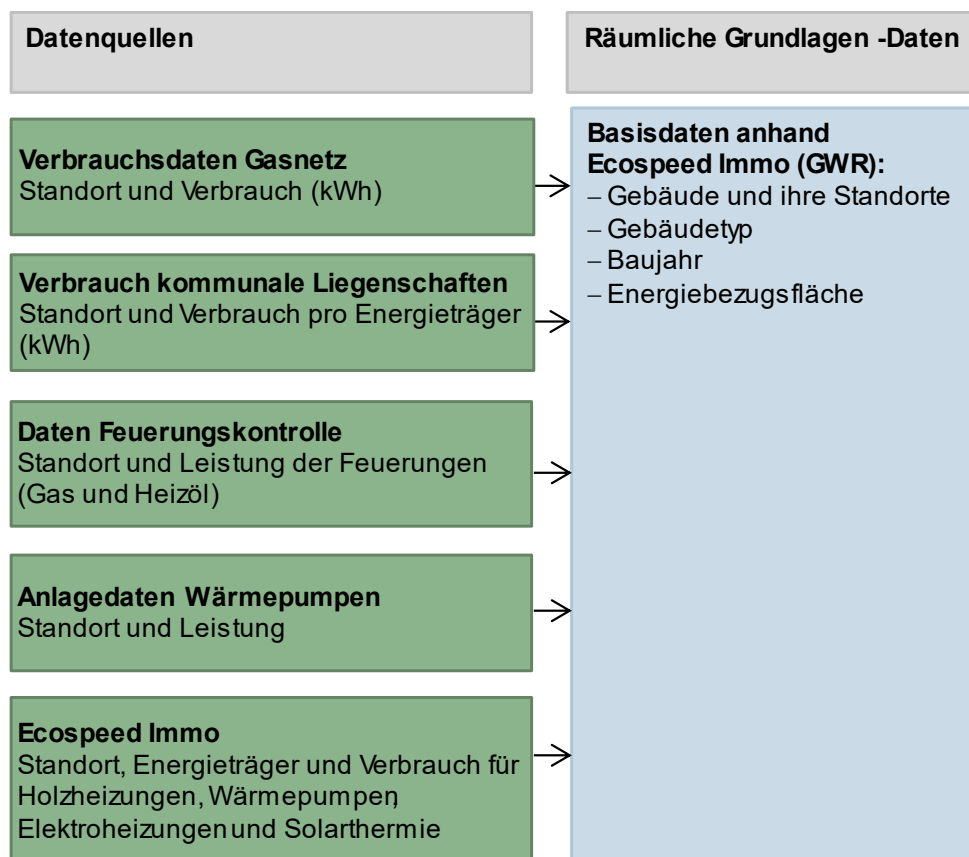 Datenquellen
Räumliche Grundlagen -Daten
Verbrauchsdaten Gasnetz
Standort und Verbrauch (kWh)
Verbrauch kommunale Liegenschaften
Standort und Verbrauch pro Energieträger
(kWh)
Daten Feuerungskontrolle
Standort und Leistung der Feuerungen
(Gas und Heizöl)
Anlagedaten Wärmepumpen
Standort und Leistung
Ecospeed Immo
Standort, Energieträger und Verbrauch für
Holzheizungen, Wärmepumpen,
Elektroheizungen und Solarthermie
Basisdaten anhand
Ecospeed Immo (GWR):
– Gebäude und ihre Standorte
– Gebäudetyp
– Baujahr
– Energiebezugsfläche